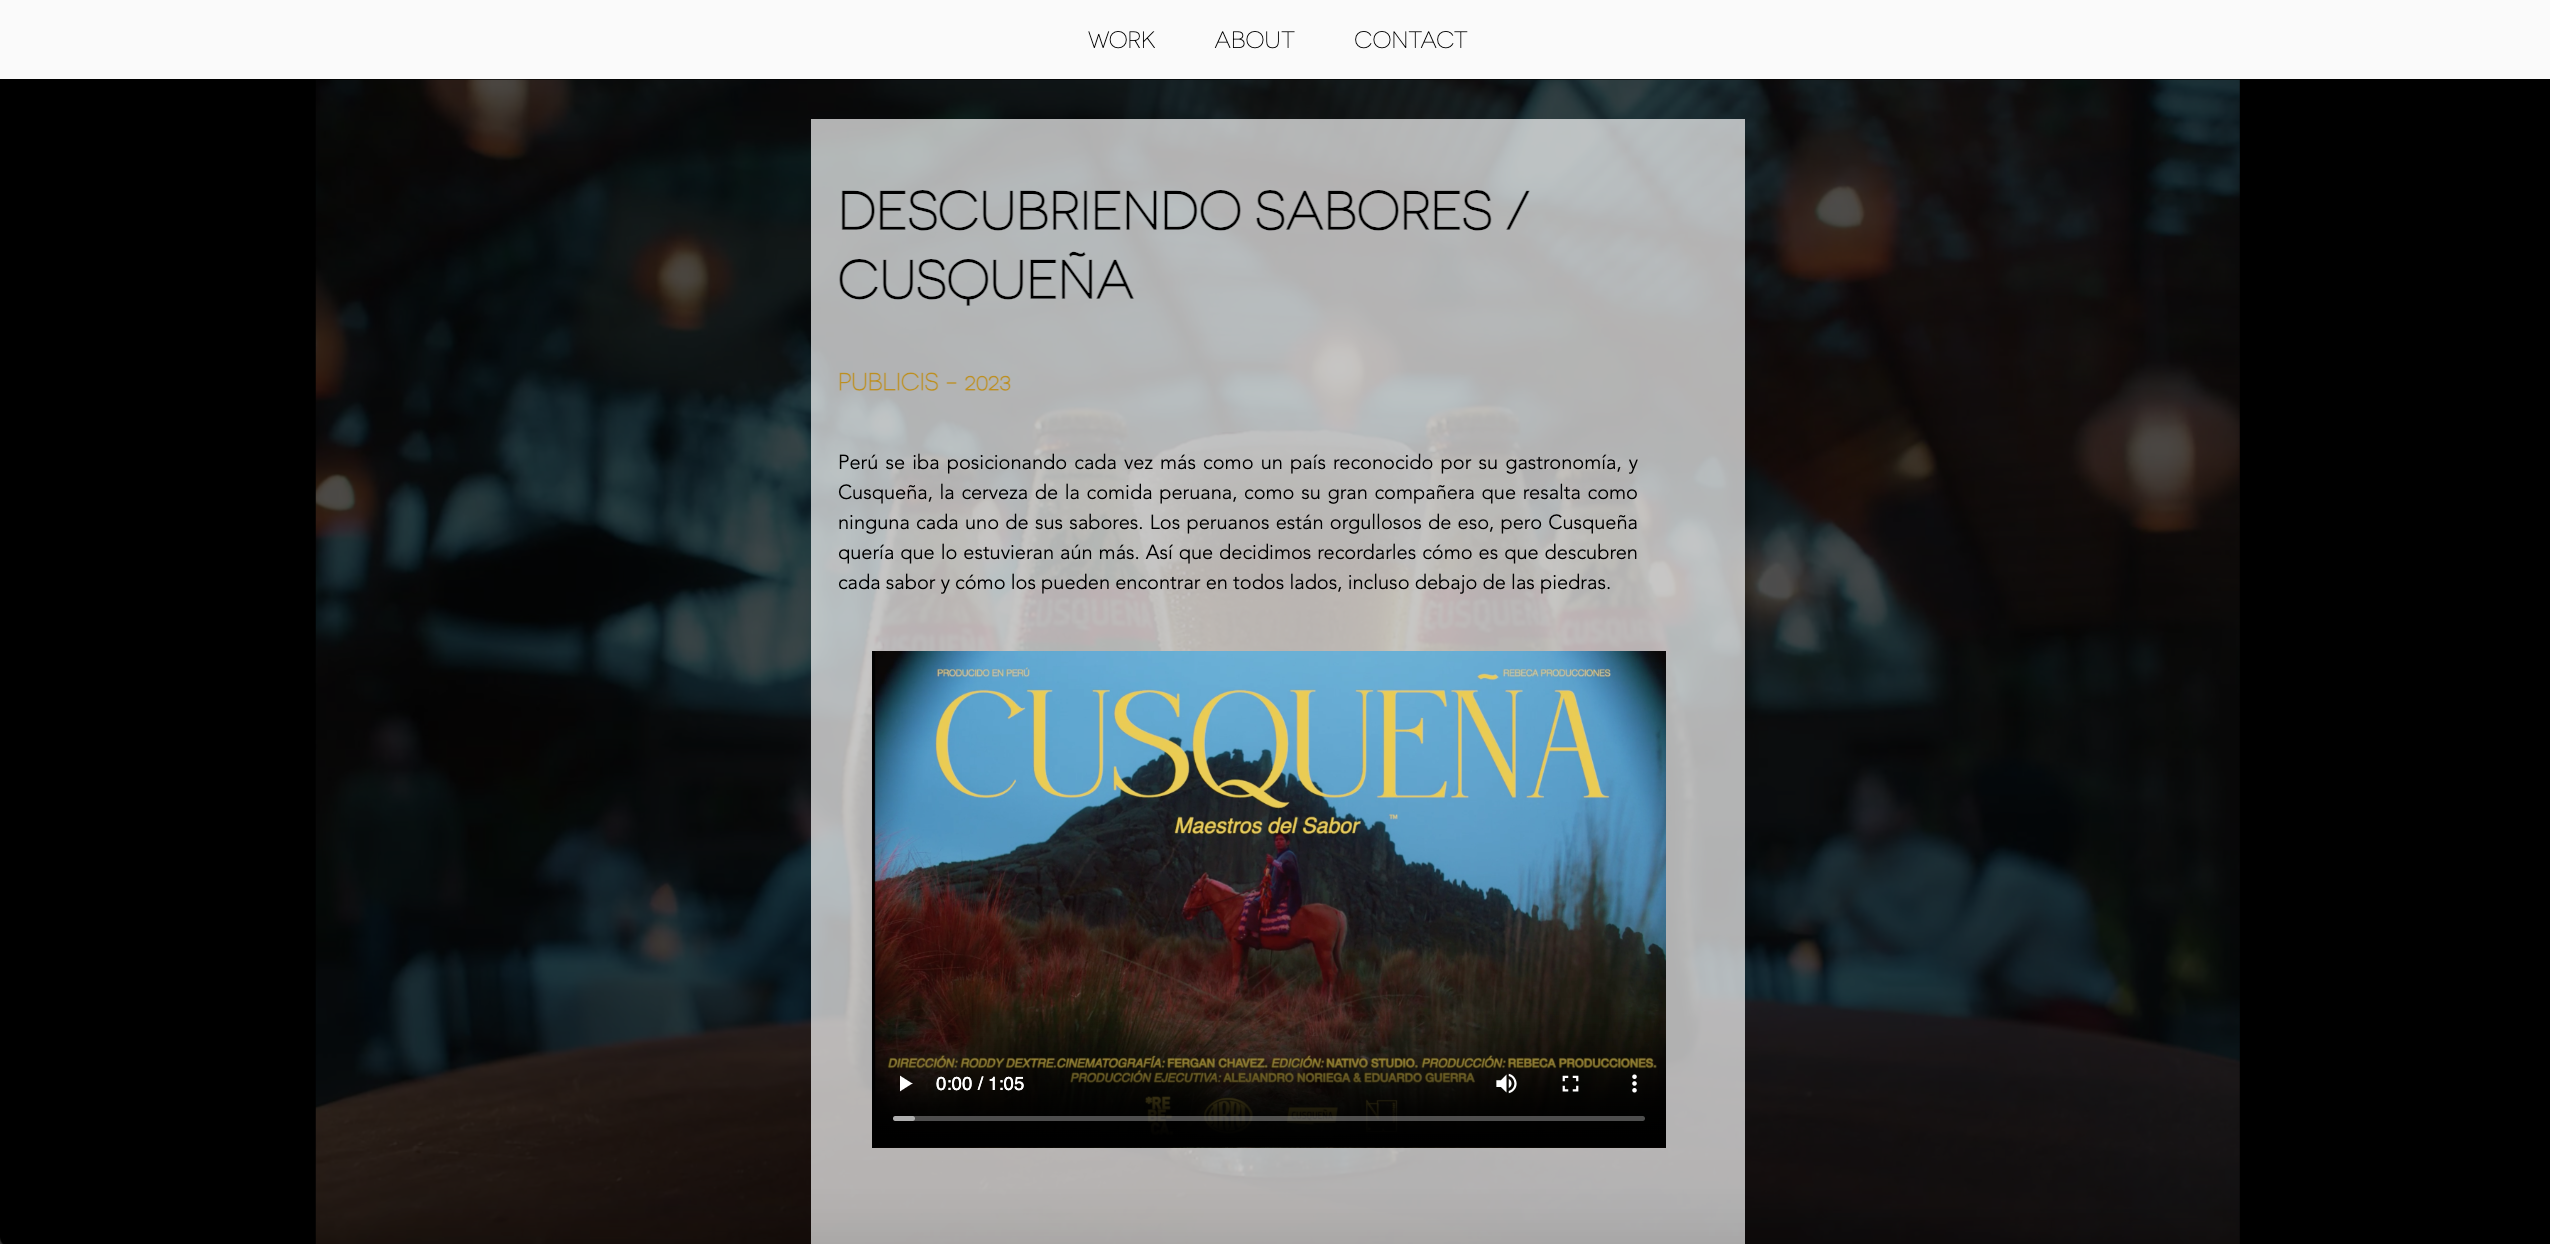 WORK ABOUT CONTACT
DESCUBRIENDO SABORES /
CUSQUEÑA
PUBLICIS - 2023
Perú se iba posicionando cada vez más como un país reconocido por su gastronomía, y
Cusqueña, la cerveza de la comida peruana, como su gran compañera que resalta como
ninguna cada uno de sus sabores. Los peruanos están orgullosos de eso, pero Cusqueña
quería que lo estuvieran aún más. Así que decidimos recordarles cómo es que descubren
cada sabor y cómo los pueden encontrar en todos lados, incluso debajo de las piedras.
PRODUCIDO EN PERÚ
REBECA PRODUCCIONES
CUSQUEÑA
Maestros del Sabor ™
DIRECCIÓN: RODDY DEXTRE.CINEMATOGRAFÍA: FERGAN CHAVEZ. EDICIÓN: NATIVO STUDIO. PRODUCCIÓN: REBECA PRODUCCIONES.
PRODUCCIÓN EJECUTIVA: ALEJANDRO NORIEGA & EDUARDO GUERRA
0:00 / 1:05